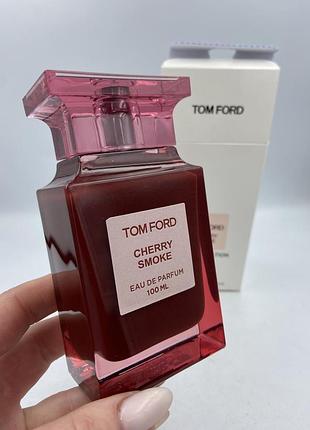 TOM FORD
CHERRY
SMOKE
EAU DE PARFUM
100 ML
TOM FORD